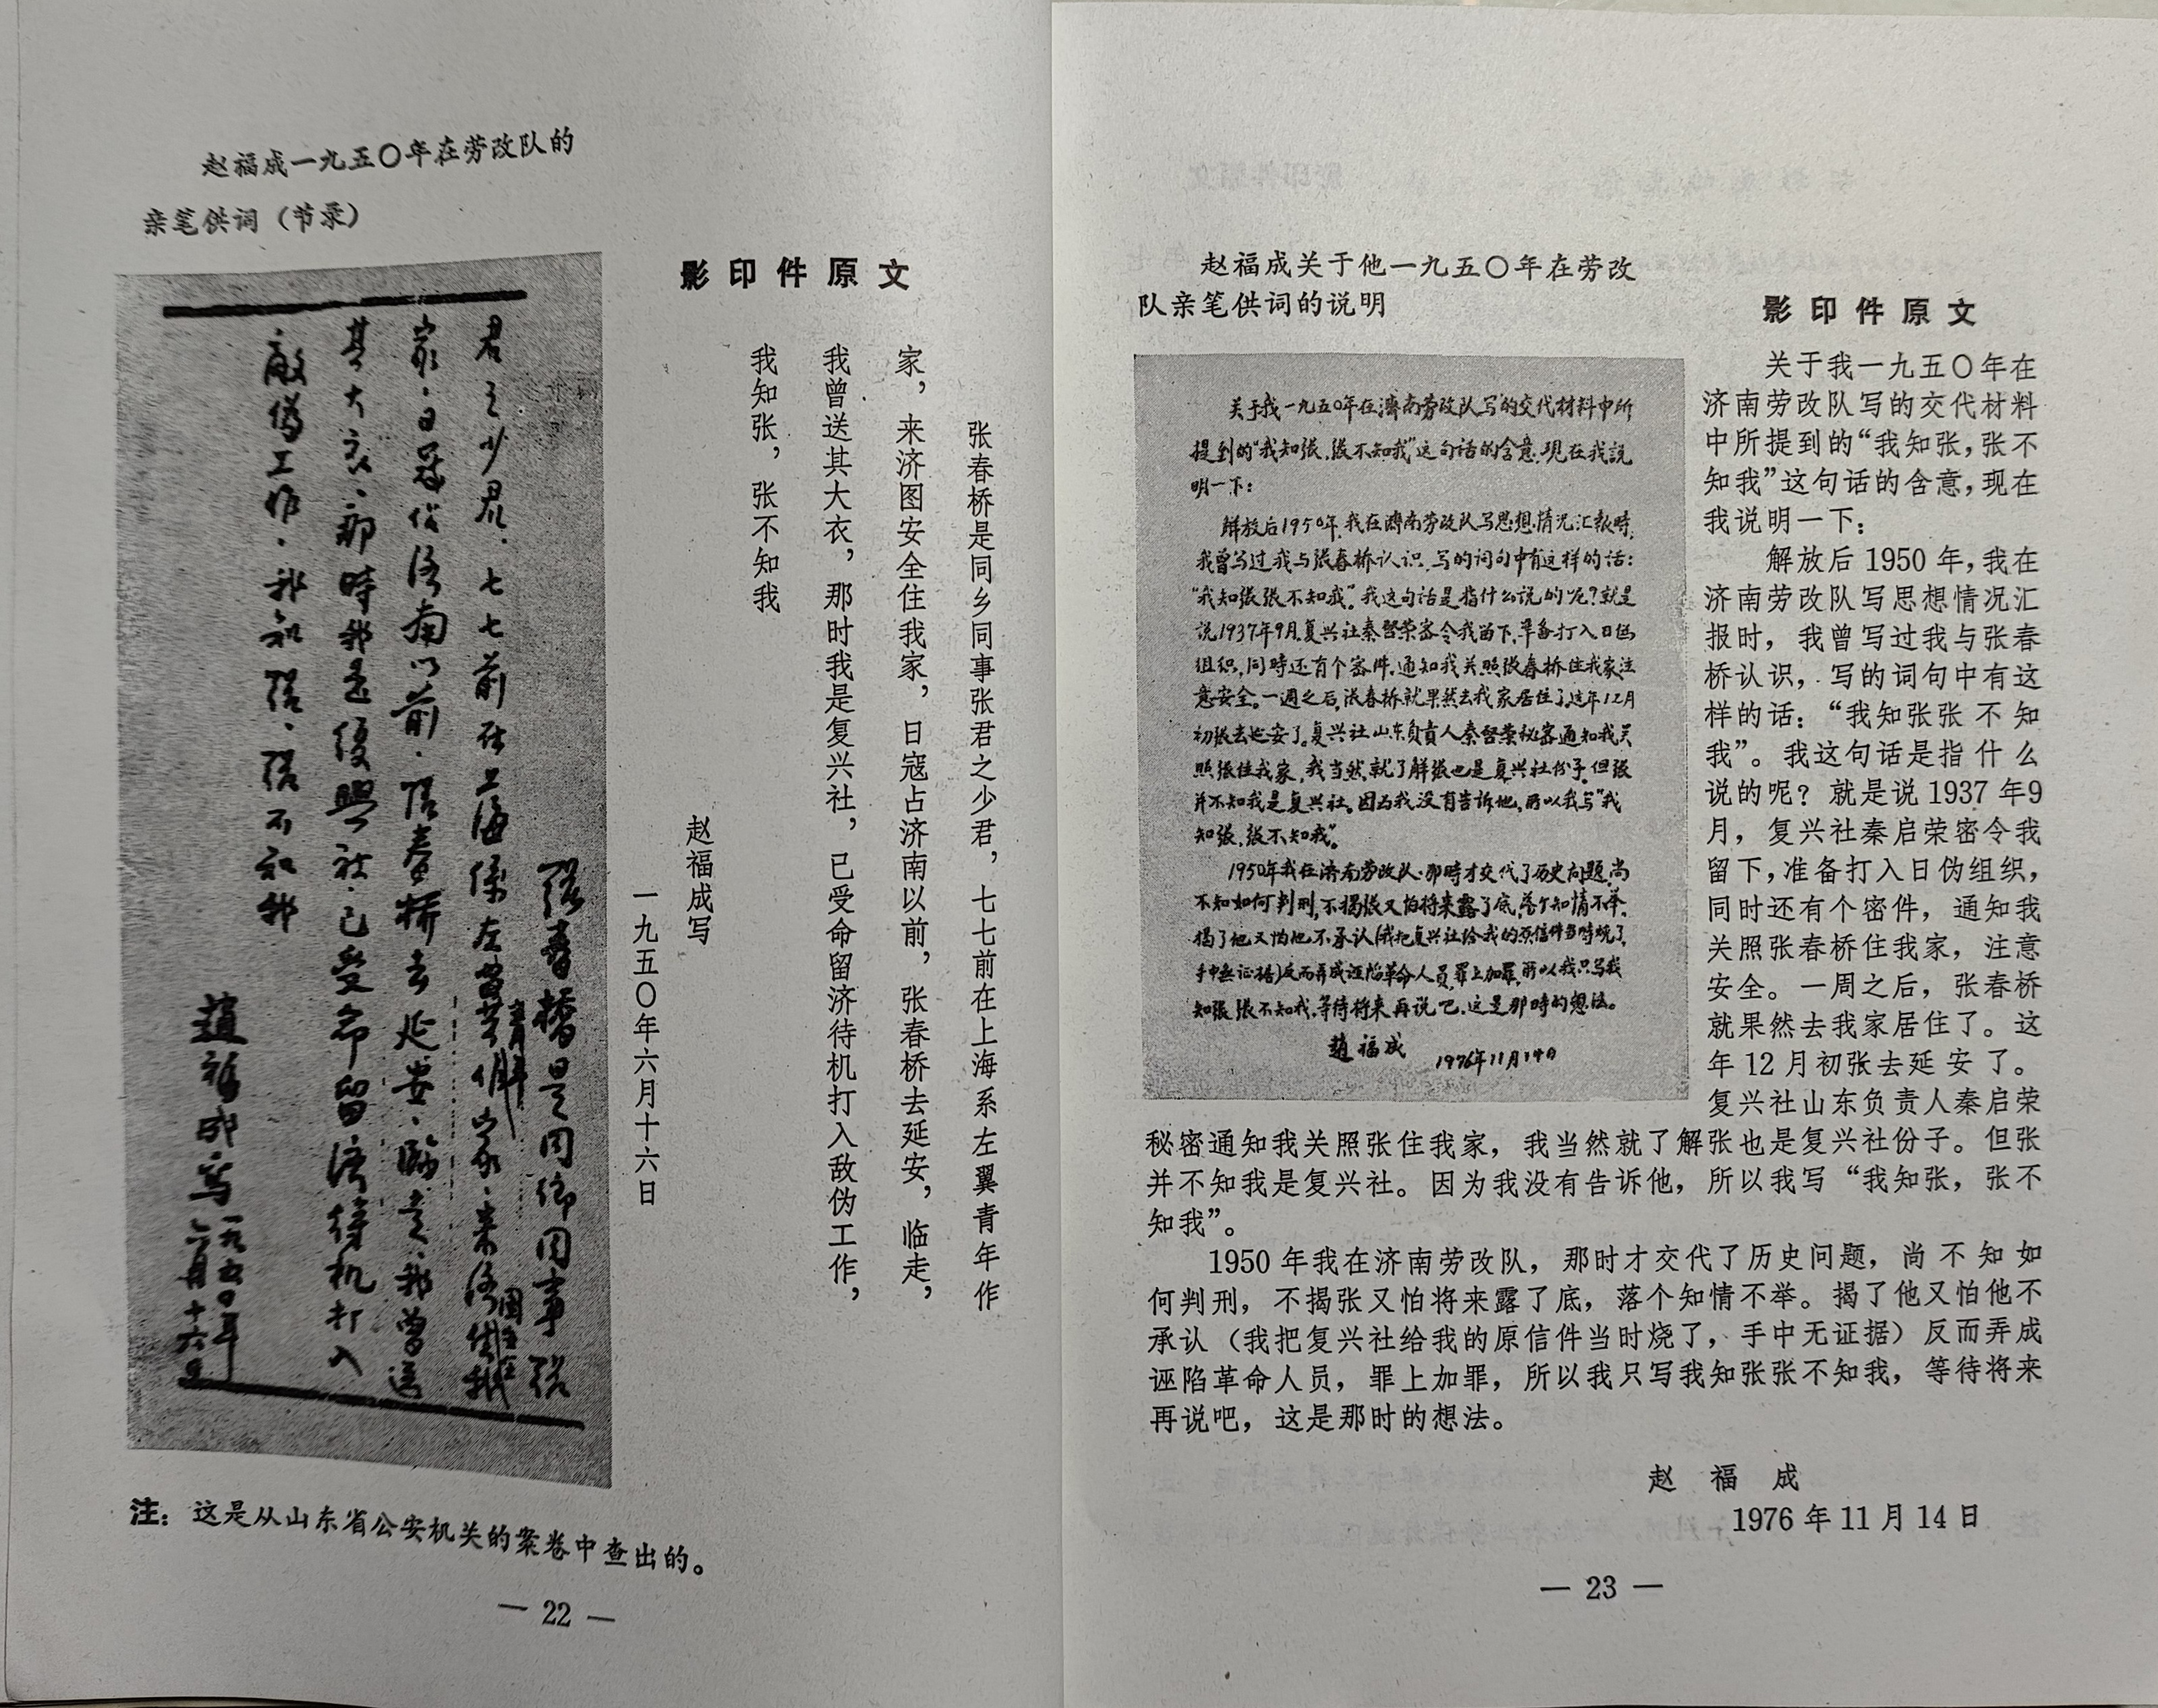 赵福成一九五〇年在劳改队的
亲笔供词（节录）
張春橋是同鄉同事張
君之少君.七七前在上海係左翼青年作家.来济图安全住我
家.日寇佔济南以前.張春桥去延安.臨走.我曾送
其大衣.那時我是復興社.已受命留济待机打入
敵偽工作.我知張.張不知我
趙福成写
一九五〇年
六月十六日
影印件原文
张春桥是同乡同事张君之少君，七七前在上海系左翼青年作
家，来济图安全住我家，日寇占济南以前，张春桥去延安，临走，
我曾送其大衣，那时我是复兴社，已受命留济待机打入敌伪工作，
我知张，张不知我
赵福成写
一九五〇年六月十六日
注：这是从山东省公安机关的案卷中查出的。
— 22 —
赵福成关于他一九五〇年在劳改
队亲笔供词的说明
关于我一九五〇年在濟南劳改队写的交代材料中所
提到的“我知张,张不知我”这句话的含意,现在我説
明一下:
解放后1950年,我在濟南劳改队写思想情况汇報時,
我曾写过我与张春桥认识,写的词句中有这样的话:
“我知张张不知我”。我这句话是指什么说的呢?就是
说1937年9月,复兴社秦启荣密令我留下,準备打入日伪
组织,同時还有个密件,通知我关照张春桥住我家,注
意安全。一週之后,张春桥就果然去我家居住了,这年12月
初张去延安了。复兴社山东负责人秦启荣秘密通知我关
照张住我家,我当然,就了解张也是复兴社份子,但张
并不知我是复兴社。因为我没有告诉他,所以我写“我
知张,张不知我”。
1950年我在濟南劳改队,那時才交代了历史问题,尚
不知如何判刑,不揭张又怕将来露了底,落个知情不举。
揭了他又怕他不承认(我把复兴社给我的原信件当時烧了,
手中無证据)反而弄成诬陷革命人员,罪上加罪,所以我只写我
知张张不知我,等待将来再说吧,这是那時的想法。
趙福成 1976年11月14日
影印件原文
关于我一九五〇年在
济南劳改队写的交代材料
中所提到的“我知张，张不
知我”这句话的含意，现在
我说明一下：
解放后 1950 年，我在
济南劳改队写思想情况汇
报时，我曾写过我与张春
桥认识，写的词句中有这
样的话：“我知张张不知
我”。我这句话是指什么
说的呢？就是说 1937 年9
月，复兴社秦启荣密令我
留下，准备打入日伪组织，
同时还有个密件，通知我
关照张春桥住我家，注意
安全。一周之后，张春桥
就果然去我家居住了。这
年 12 月初张去延安了。
复兴社山东负责人秦启荣
秘密通知我关照张住我家，我当然就了解张也是复兴社份子。但张
并不知我是复兴社。因为我没有告诉他，所以我写“我知张，张不
知我”。
1950 年我在济南劳改队，那时才交代了历史问题，尚不知如
何判刑，不揭张又怕将来露了底，落个知情不举。揭了他又怕他不
承认（我把复兴社给我的原信件当时烧了，手中无证据）反而弄成
诬陷革命人员，罪上加罪，所以我只写我知张张不知我，等待将来
再说吧，这是那时的想法。
赵福成
1976 年 11 月 14 日
— 23 —